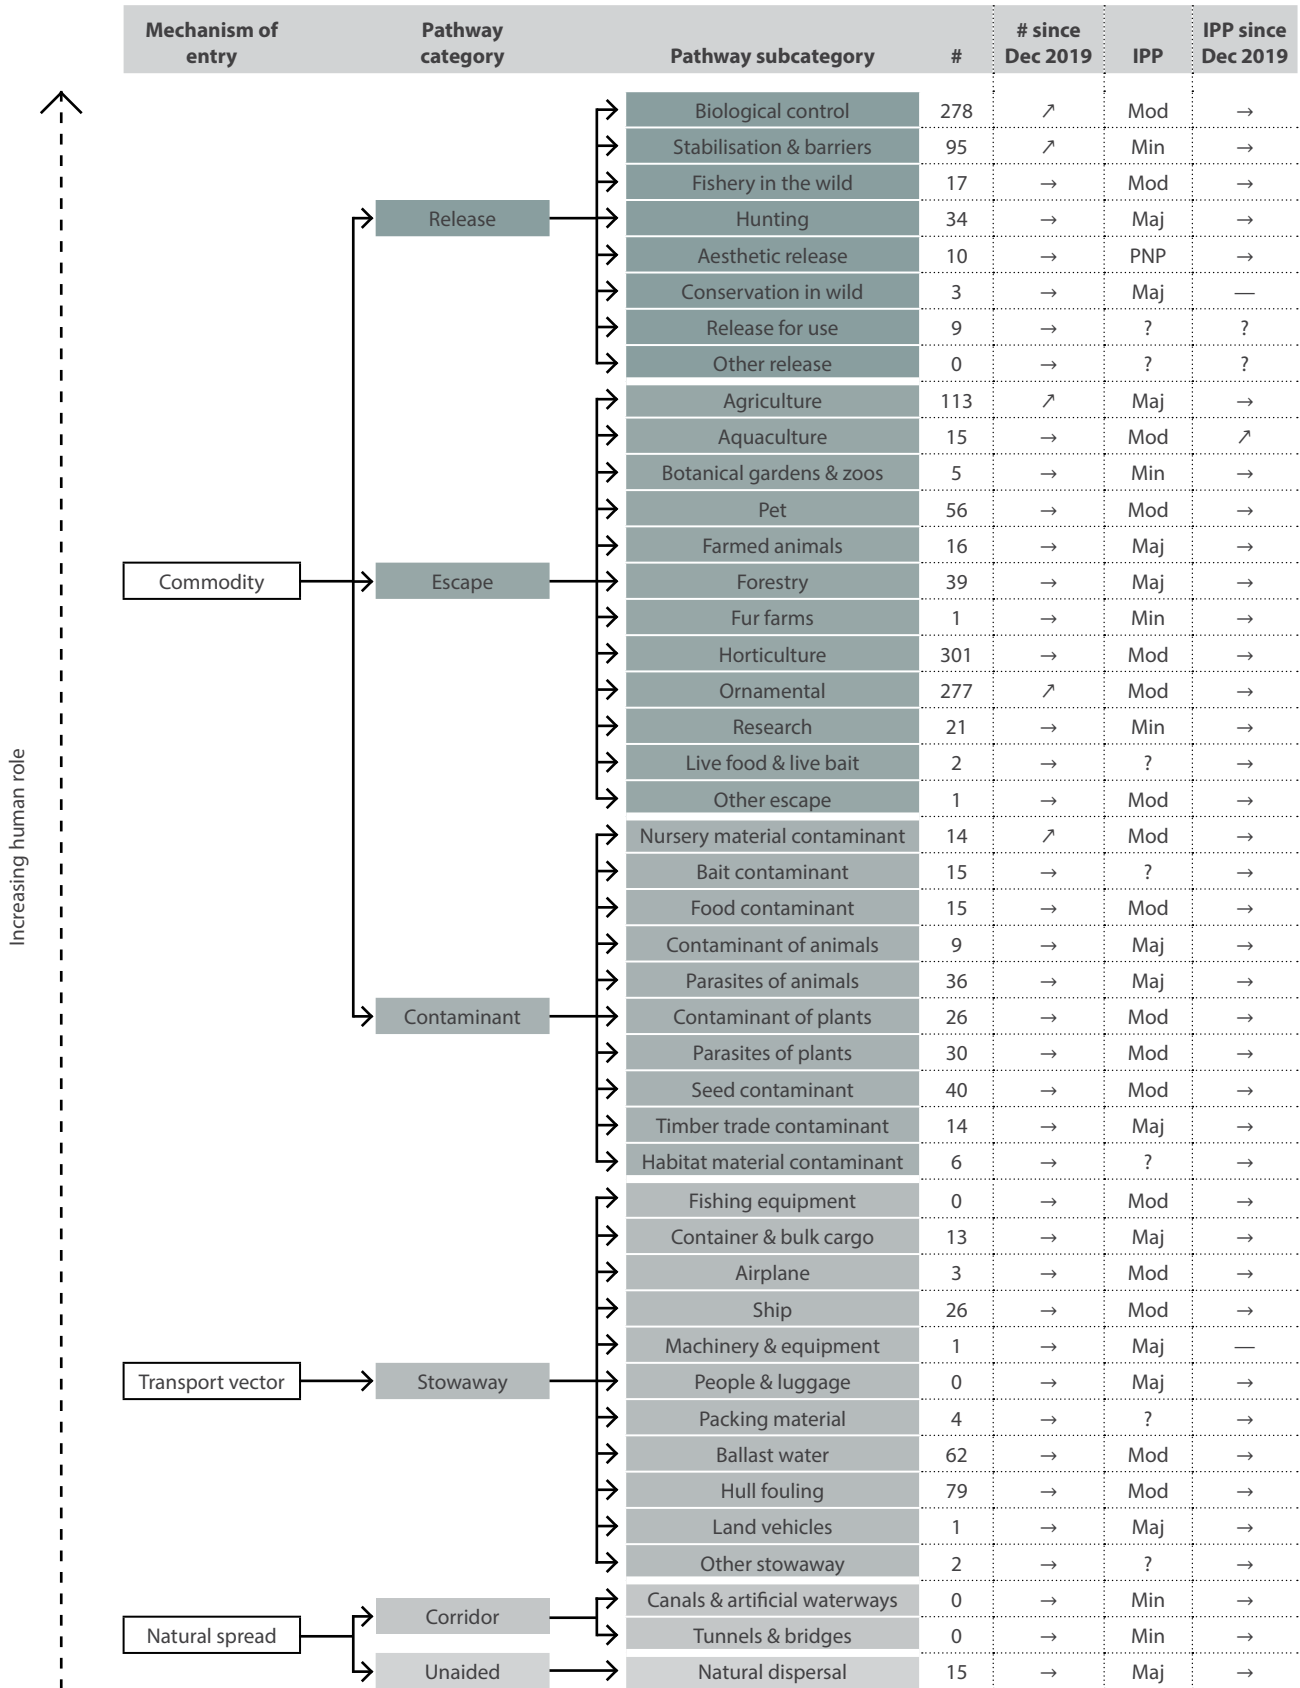 Mechanism of entry Pathway category Pathway subcategory # # since Dec 2019 IPP IPP since Dec 2019
Increasing human role
Biological control 278 ↗ Mod →
Stabilisation & barriers 95 ↗ Min →
Fishery in the wild 17 → Mod →
Release Hunting 34 → Maj →
Aesthetic release 10 → PNP →
Conservation in wild 3 → Maj —
Release for use 9 → ? ?
Other release 0 → ? ?
Agriculture 113 ↗ Maj →
Aquaculture 15 → Mod ↗
Botanical gardens & zoos 5 → Min →
Pet 56 → Mod →
Farmed animals 16 → Maj →
Commodity Escape Forestry 39 → Maj →
Fur farms 1 → Min →
Horticulture 301 → Mod →
Ornamental 277 ↗ Mod →
Research 21 → Min →
Live food & live bait 2 → ? →
Other escape 1 → Mod →
Nursery material contaminant 14 ↗ Mod →
Bait contaminant 15 → ? →
Food contaminant 15 → Mod →
Contaminant of animals 9 → Maj →
Parasites of animals 36 → Maj →
Contaminant Contaminant of plants 26 → Mod →
Parasites of plants 30 → Mod →
Seed contaminant 40 → Mod →
Timber trade contaminant 14 → Maj →
Habitat material contaminant 6 → ? →
Fishing equipment 0 → Mod →
Container & bulk cargo 13 → Maj →
Airplane 3 → Mod →
Ship 26 → Mod →
Machinery & equipment 1 → Maj —
Transport vector Stowaway People & luggage 0 → Maj →
Packing material 4 → ? →
Ballast water 62 → Mod →
Hull fouling 79 → Mod →
Land vehicles 1 → Maj →
Other stowaway 2 → ? →
Canals & artificial waterways 0 → Min →
Natural spread Corridor Tunnels & bridges 0 → Min →
Unaided Natural dispersal 15 → Maj →